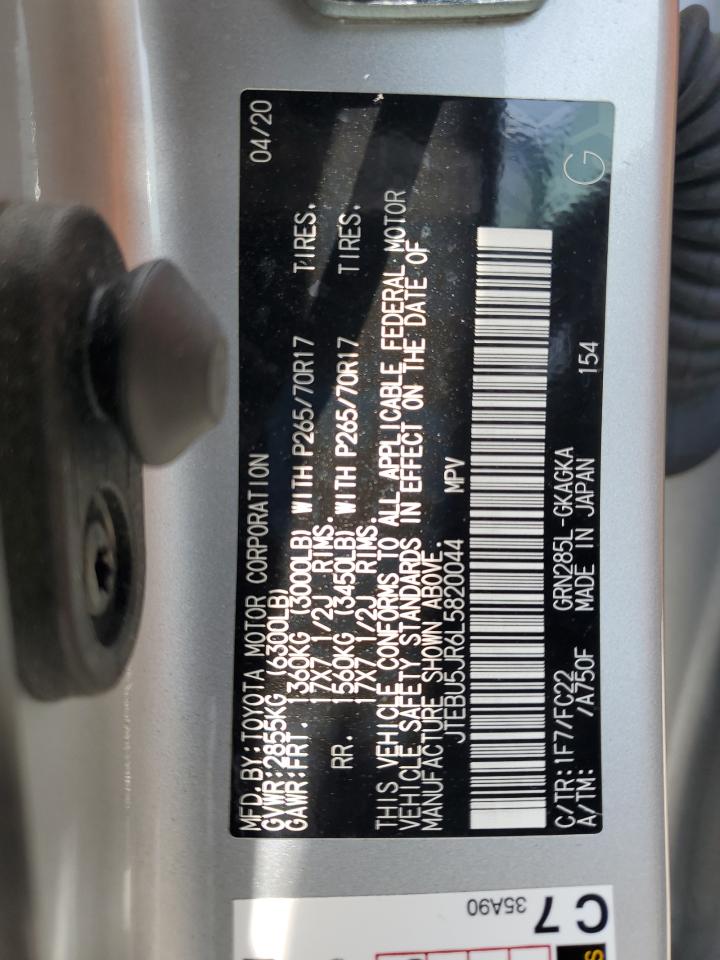 MFD.BY:TOYOTA MOTOR CORPORATION 04/20
GVWR:2855KG (6300LB)
GAWR:FRT. 1360KG (3000LB) WITH P265/70R17 TIRES.
17X7 1/2J RIMS.
RR. 1560KG (3450LB) WITH P265/70R17 TIRES.
17X7 1/2J RIMS.
THIS VEHICLE CONFORMS TO ALL APPLICABLE FEDERAL MOTOR
VEHICLE SAFETY STANDARDS IN EFFECT ON THE DATE OF
MANUFACTURE SHOWN ABOVE.
JTEBU5JR6L5820044 MPV
C/TR:1F7/FC22 GRN285L-GKAGKA 154
A/TM: /A750F MADE IN JAPAN
G
C7
35A90